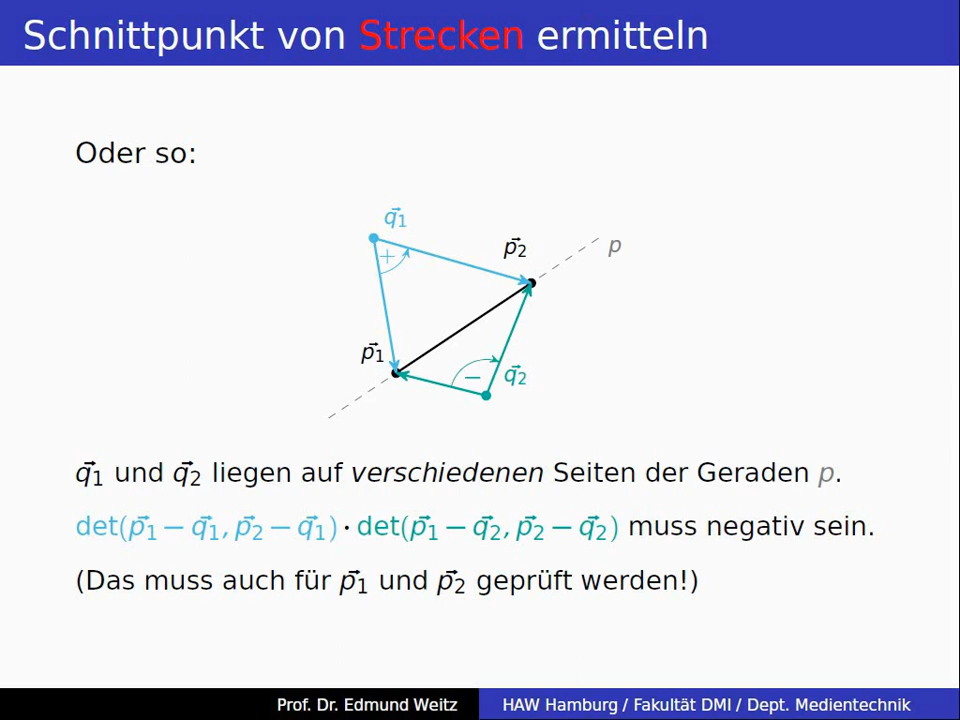 Schnittpunkt von Strecken ermitteln
Oder so:
q⃗₁
p⃗₂
p
+
p⃗₁
−
q⃗₂
q⃗₁ und q⃗₂ liegen auf verschiedenen Seiten der Geraden p.
det(p⃗₁ − q⃗₁, p⃗₂ − q⃗₁) · det(p⃗₁ − q⃗₂, p⃗₂ − q⃗₂) muss negativ sein.
(Das muss auch für p⃗₁ und p⃗₂ geprüft werden!)
Prof. Dr. Edmund Weitz
HAW Hamburg / Fakultät DMI / Dept. Medientechnik